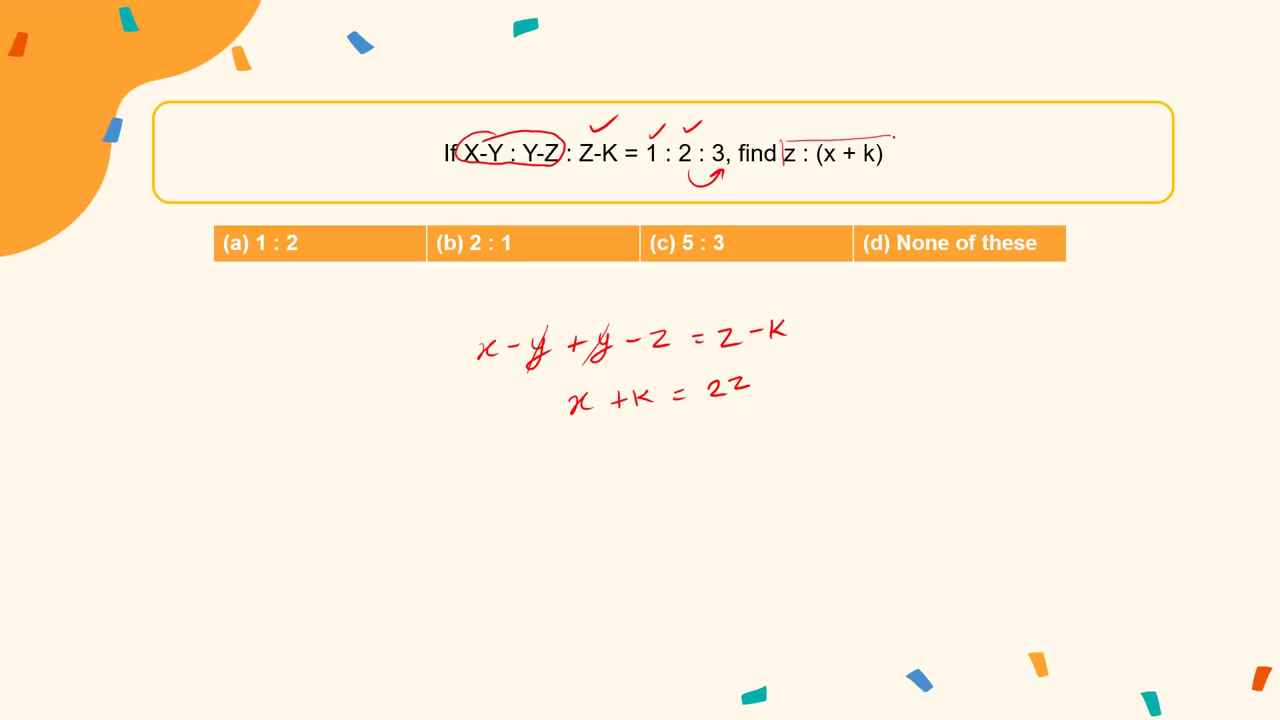 If X-Y : Y-Z : Z-K = 1 : 2 : 3, find z : (x + k)
(a) 1 : 2
(b) 2 : 1
(c) 5 : 3
(d) None of these
x - y + y - z = z - k
x + k = 2z